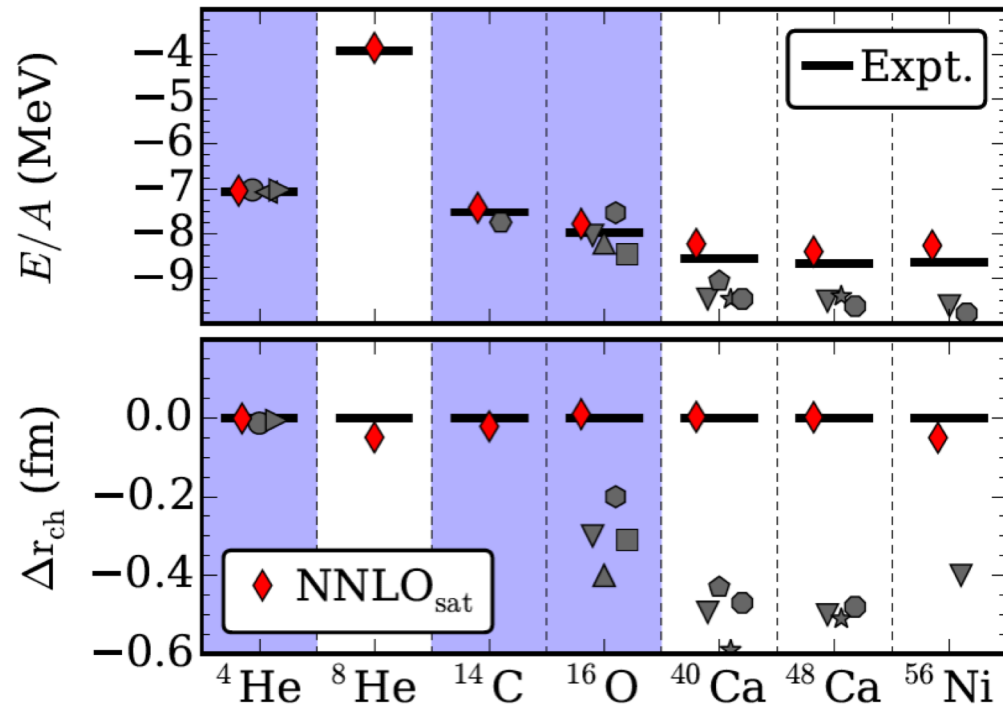 E/A (MeV)
−4
−5
−6
−7
−8
−9
Expt.
Δr_ch (fm)
0.0
−0.2
−0.4
−0.6
NNLO_sat
⁴He ⁸He ¹⁴C ¹⁶O ⁴⁰Ca ⁴⁸Ca ⁵⁶Ni